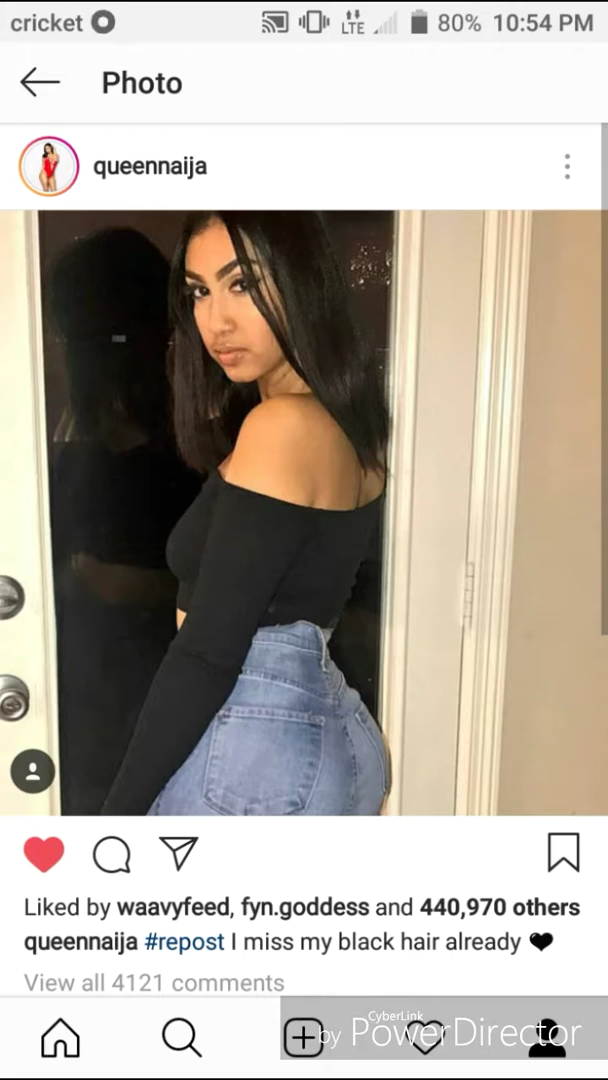 cricket LTE 80% 10:54 PM
Photo
queennaija
Liked by waavyfeed, fyn.goddess and 440,970 others
queennaija #repost I miss my black hair already 🖤
View all 4121 comments
CyberLink
by PowerDirector